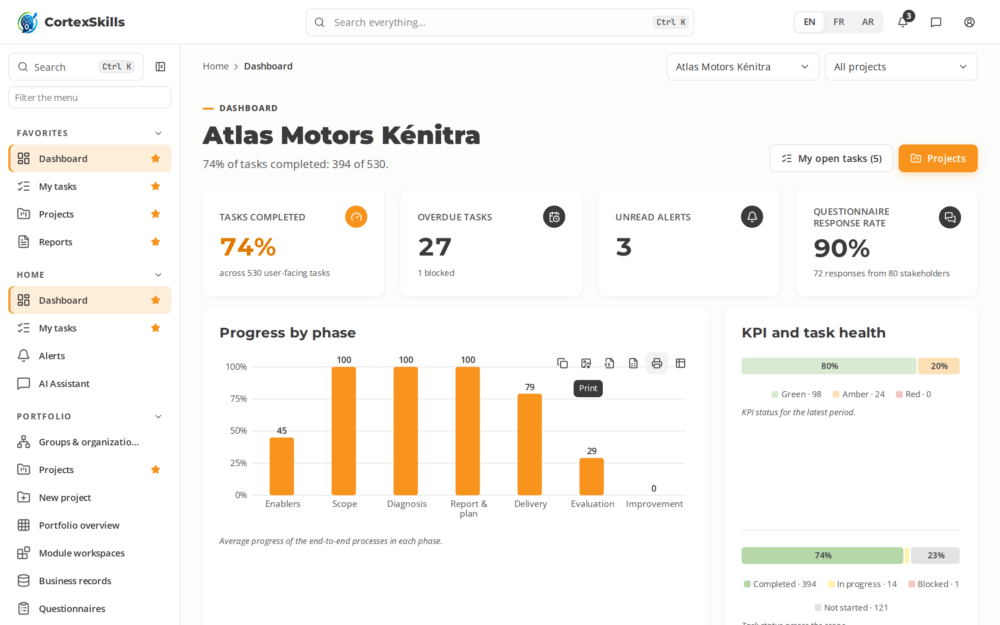 CortexSkills
Search everything...
Ctrl K
EN
FR
AR
3
Search
Ctrl K
Filter the menu
FAVORITES
Dashboard
My tasks
Projects
Reports
HOME
Dashboard
My tasks
Alerts
AI Assistant
PORTFOLIO
Groups & organizatio...
Projects
New project
Portfolio overview
Module workspaces
Business records
Questionnaires
Home > Dashboard
Atlas Motors Kénitra
All projects
DASHBOARD
Atlas Motors Kénitra
74% of tasks completed: 394 of 530.
My open tasks (5)
Projects
TASKS COMPLETED
74%
across 530 user-facing tasks
OVERDUE TASKS
27
1 blocked
UNREAD ALERTS
3
QUESTIONNAIRE
RESPONSE RATE
90%
72 responses from 80 stakeholders
Progress by phase
100%
75%
50%
25%
0%
45
100
100
100
79
29
0
Print
Enablers
Scope
Diagnosis
Report &
plan
Delivery
Evaluation
Improvement
Average progress of the end-to-end processes in each phase.
KPI and task health
80%
20%
Green · 98
Amber · 24
Red · 0
KPI status for the latest period.
74%
23%
Completed · 394
In progress · 14
Blocked · 1
Not started · 121
Task status across the scope.